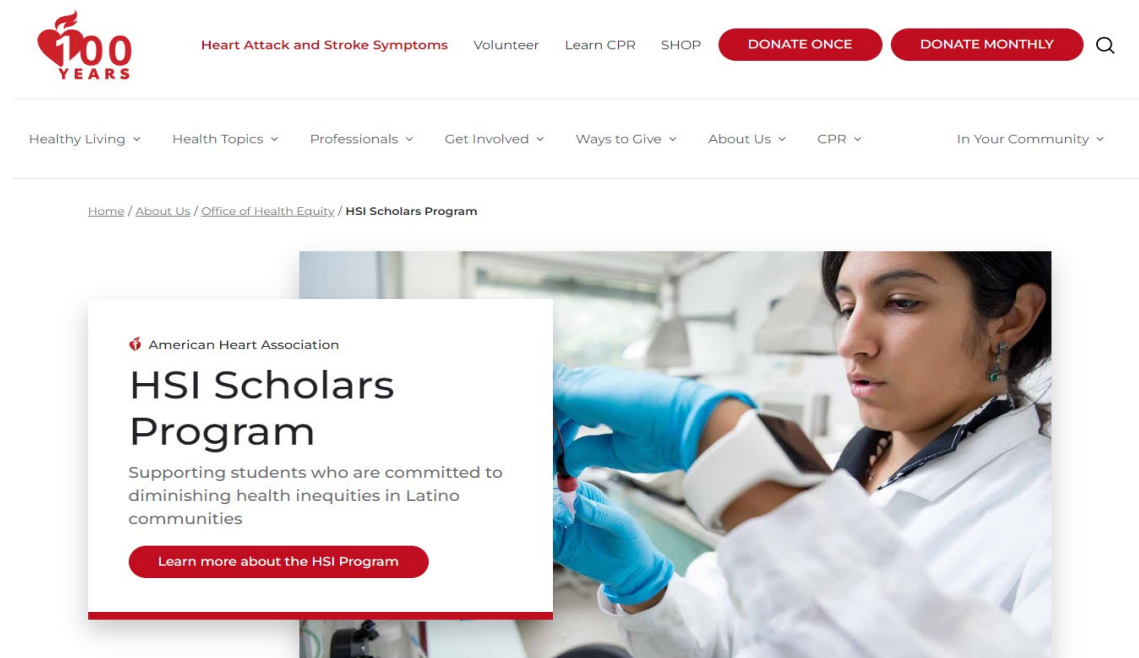 100
YEARS
Heart Attack and Stroke Symptoms Volunteer Learn CPR SHOP DONATE ONCE DONATE MONTHLY
Healthy Living Health Topics Professionals Get Involved Ways to Give About Us CPR In Your Community
Home / About Us / Office of Health Equity / HSI Scholars Program
American Heart Association
HSI Scholars
Program
Supporting students who are committed to
diminishing health inequities in Latino
communities
Learn more about the HSI Program